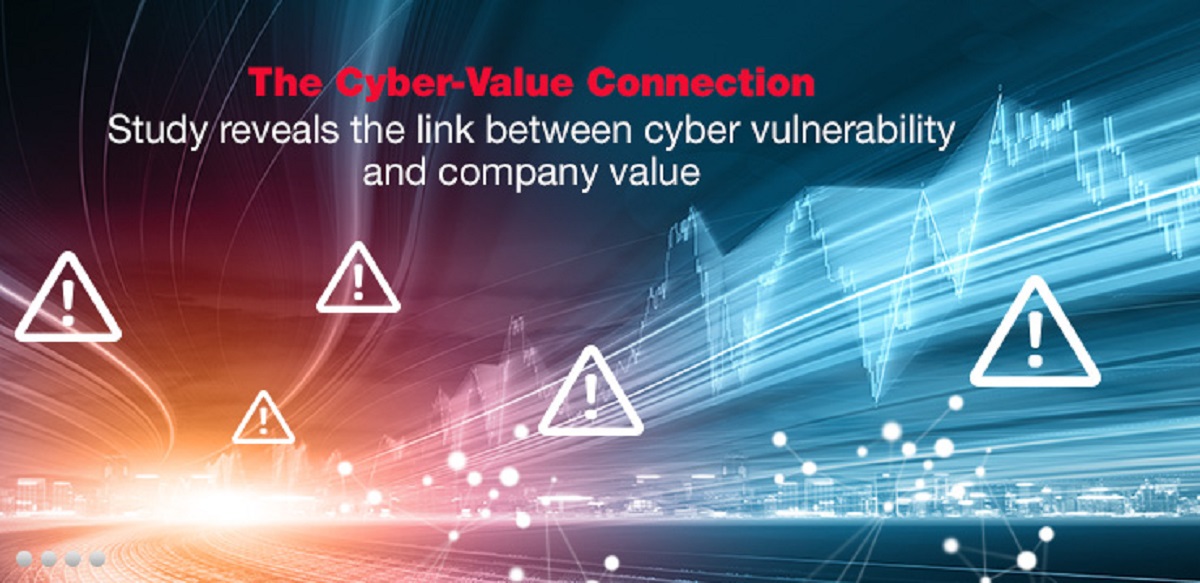 The Cyber-Value Connection
Study reveals the link between cyber vulnerability
and company value